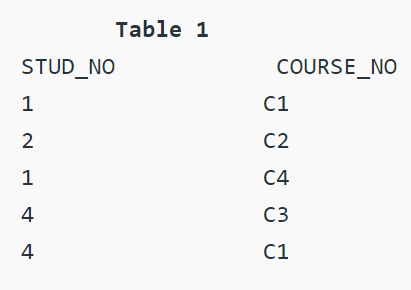 Table 1
STUD_NO COURSE_NO
1 C1
2 C2
1 C4
4 C3
4 C1